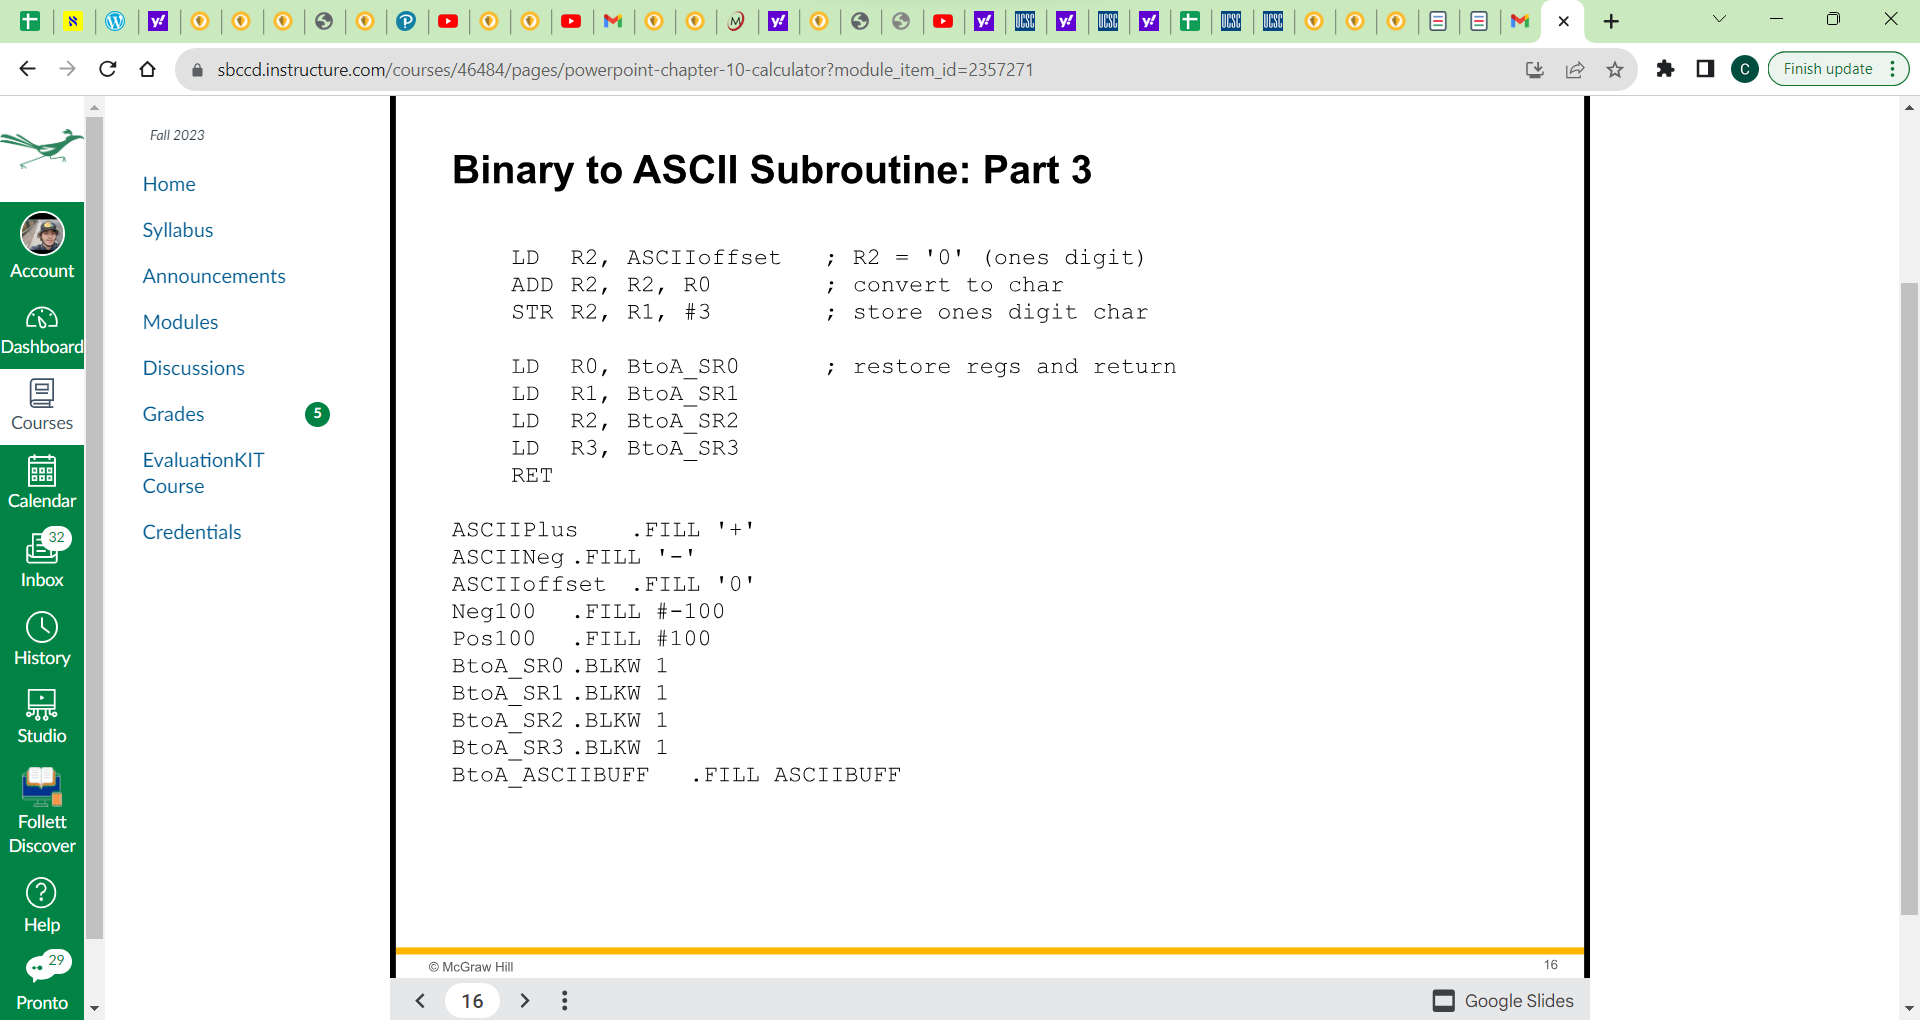 sbccd.instructure.com/courses/46484/pages/powerpoint-chapter-10-calculator?module_item_id=2357271
C
Finish update
Account
Dashboard
Courses
Calendar
32
Inbox
History
Studio
Follett
Discover
Help
29
Pronto
Fall 2023
Home
Syllabus
Announcements
Modules
Discussions
Grades 5
EvaluationKIT
Course
Credentials
Binary to ASCII Subroutine: Part 3
LD R2, ASCIIoffset ; R2 = '0' (ones digit)
ADD R2, R2, R0 ; convert to char
STR R2, R1, #3 ; store ones digit char
LD R0, BtoA_SR0 ; restore regs and return
LD R1, BtoA_SR1
LD R2, BtoA_SR2
LD R3, BtoA_SR3
RET
ASCIIPlus .FILL '+'
ASCIINeg .FILL '-'
ASCIIoffset .FILL '0'
Neg100 .FILL #-100
Pos100 .FILL #100
BtoA_SR0 .BLKW 1
BtoA_SR1 .BLKW 1
BtoA_SR2 .BLKW 1
BtoA_SR3 .BLKW 1
BtoA_ASCIIBUFF .FILL ASCIIBUFF
© McGraw Hill
16
16
Google Slides